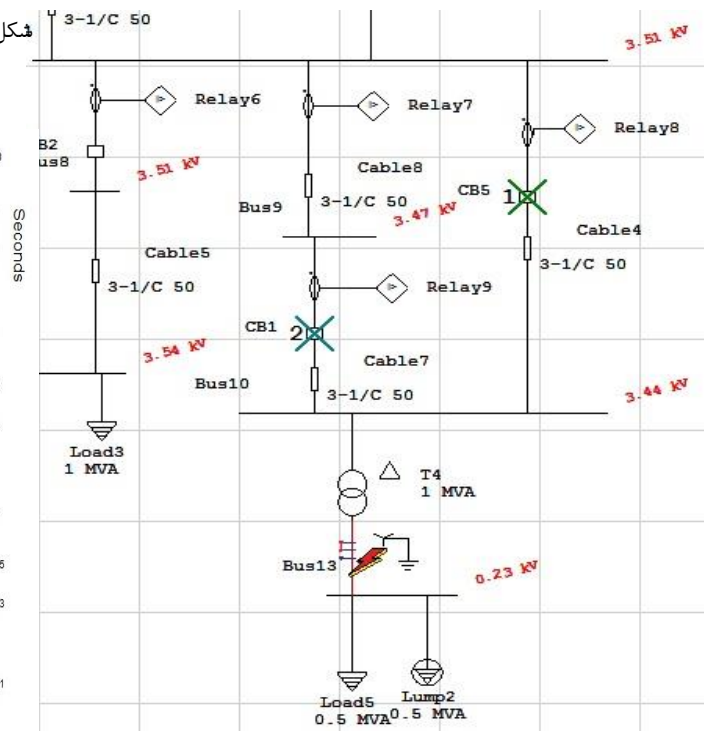 شکل
3-1/C 50
3.51 kV
Relay6
Relay7
Relay8
B2
us8
3.51 kV
Cable8
3-1/C 50
CB5
1
Bus9
3.47 kV
Cable4
3-1/C 50
Seconds
Cable5
3-1/C 50
Relay9
CB1
2
3.54 kV
Cable7
Bus10
3-1/C 50
3.44 kV
Load3
1 MVA
T4
1 MVA
Bus13
0.23 kV
5
3
1
Load5
0.5 MVA
Lump2
0.5 MVA